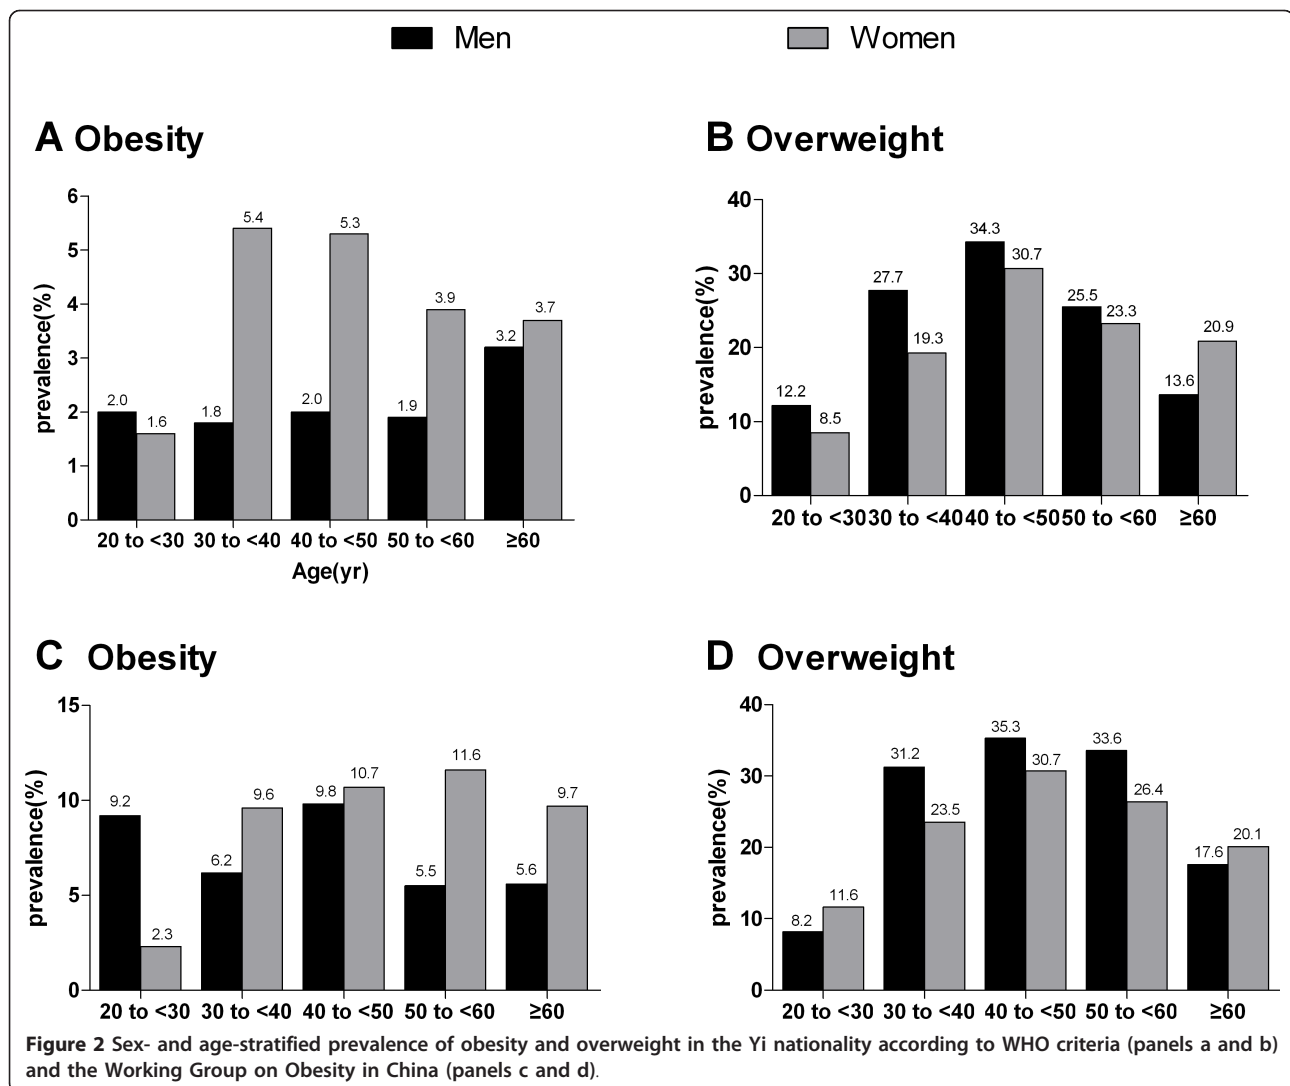 Men Women
A Obesity
6
5
4
3
2
1
0
prevalence(%)
2.0 1.6 1.8 5.4 2.0 5.3 1.9 3.9 3.2 3.7
20 to <30 30 to <40 40 to <50 50 to <60 ≥60
Age(yr)
B Overweight
40
30
20
10
0
prevalence(%)
12.2 8.5 27.7 19.3 34.3 30.7 25.5 23.3 13.6 20.9
20 to <30 30 to <40 40 to <50 50 to <60 ≥60
C Obesity
15
10
5
0
prevalence(%)
9.2 2.3 6.2 9.6 9.8 10.7 5.5 11.6 5.6 9.7
20 to <30 30 to <40 40 to <50 50 to <60 ≥60
D Overweight
40
30
20
10
0
prevalence(%)
8.2 11.6 31.2 23.5 35.3 30.7 33.6 26.4 17.6 20.1
20 to <30 30 to <40 40 to <50 50 to <60 ≥60
Figure 2 Sex- and age-stratified prevalence of obesity and overweight in the Yi nationality according to WHO criteria (panels a and b)
and the Working Group on Obesity in China (panels c and d).